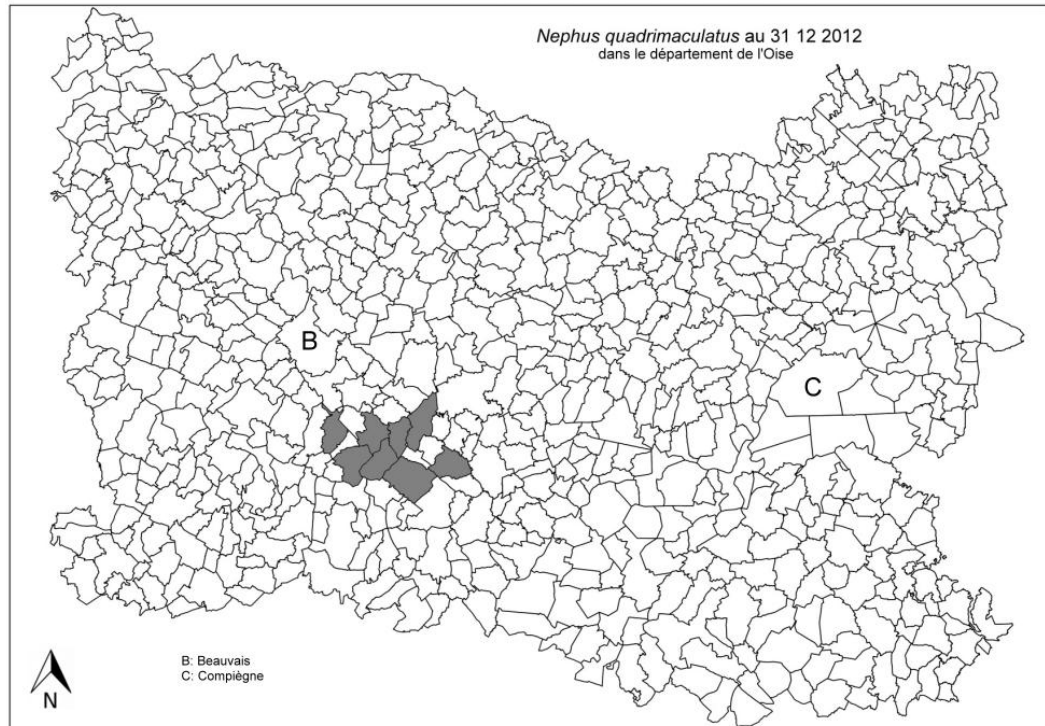 Nephus quadrimaculatus au 31 12 2012
dans le département de l'Oise
B
C
B: Beauvais
C: Compiègne
N